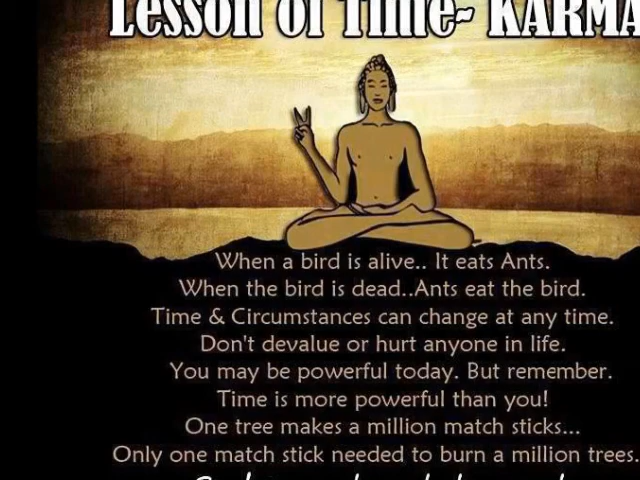 Lesson of Time- KARMA
When a bird is alive.. It eats Ants.
When the bird is dead..Ants eat the bird.
Time & Circumstances can change at any time.
Don't devalue or hurt anyone in life.
You may be powerful today. But remember.
Time is more powerful than you!
One tree makes a million match sticks...
Only one match stick needed to burn a million trees.